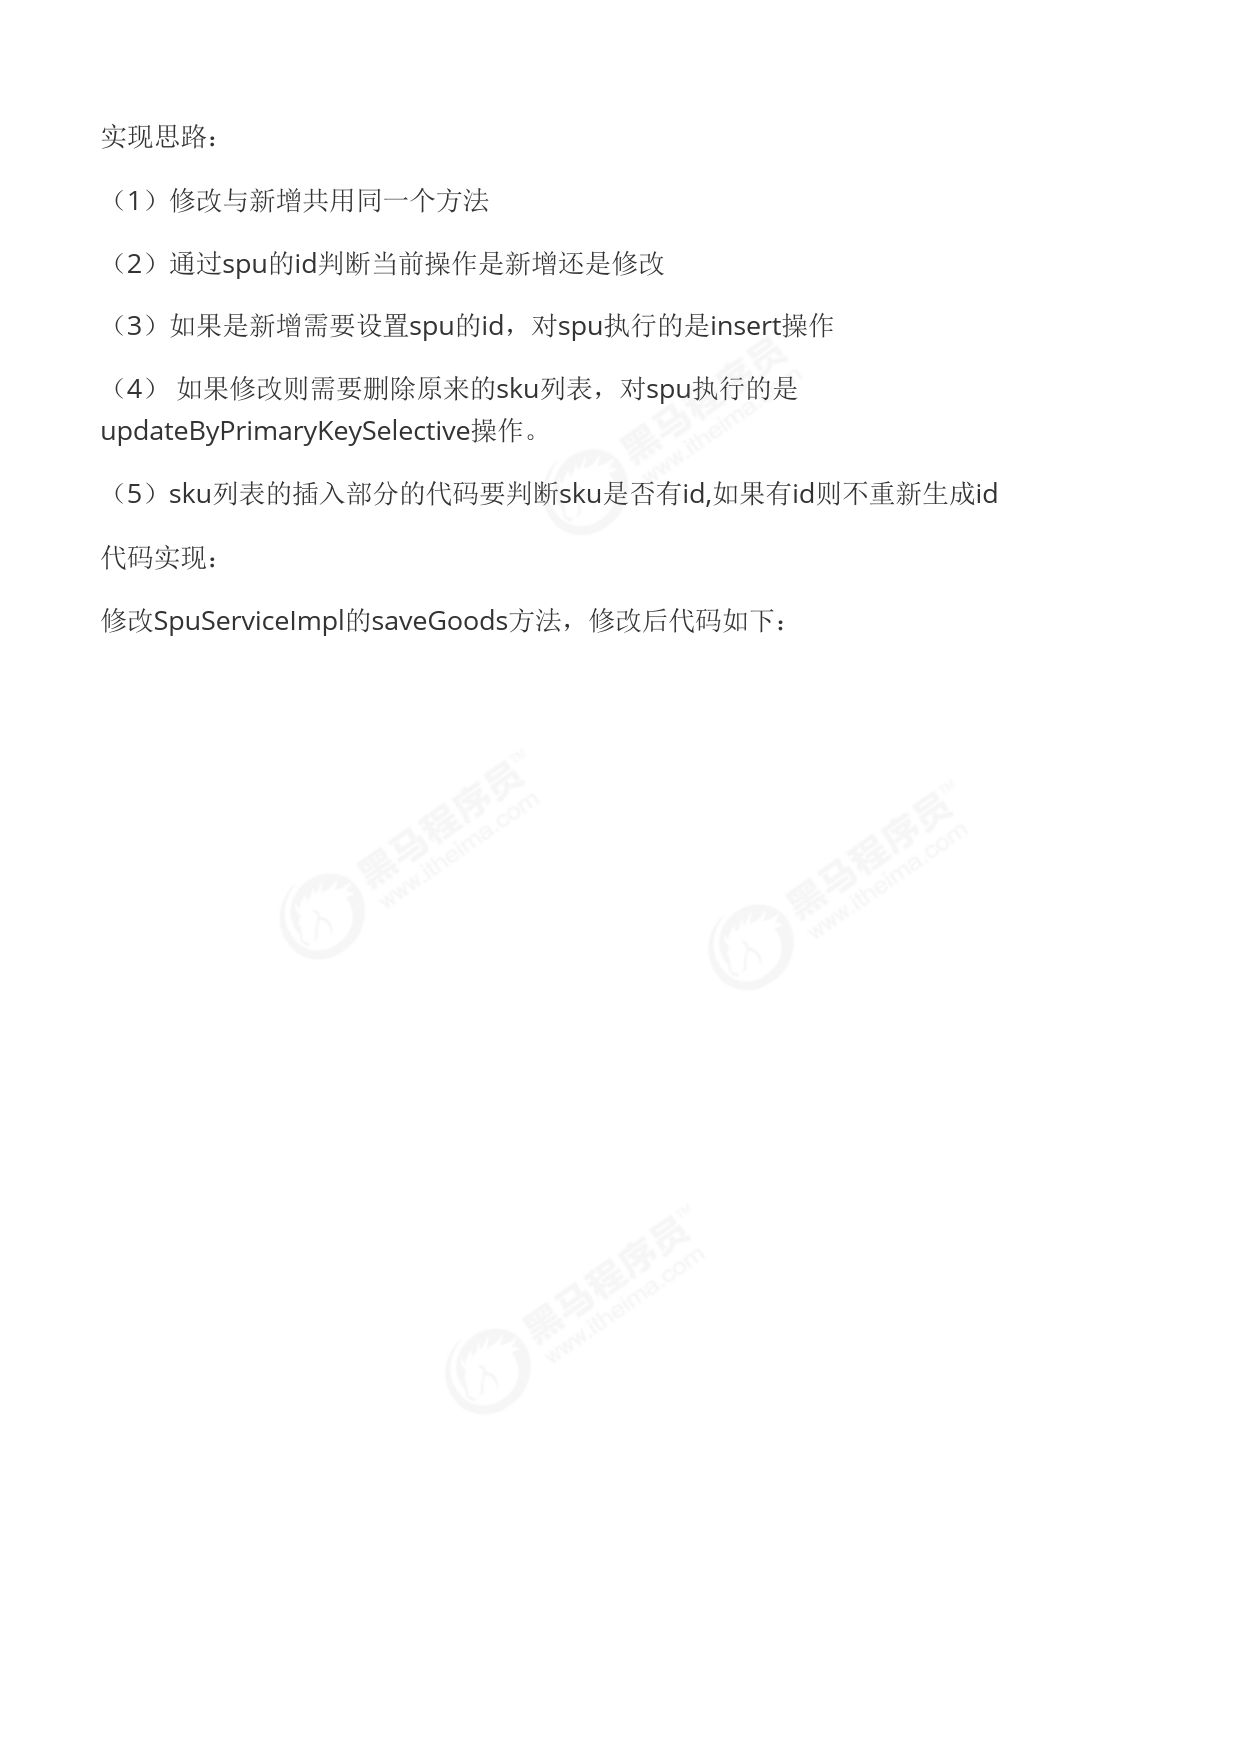 实现思路：
（1）修改与新增共用同一个方法
（2）通过spu的id判断当前操作是新增还是修改
（3）如果是新增需要设置spu的id，对spu执行的是insert操作
（4） 如果修改则需要删除原来的sku列表，对spu执行的是
updateByPrimaryKeySelective操作。
（5）sku列表的插入部分的代码要判断sku是否有id,如果有id则不重新生成id
代码实现：
修改SpuServiceImpl的saveGoods方法，修改后代码如下：
黑马程序员
www.itheima.com
黑马程序员™
www.itheima.com
黑马程序员™
www.itheima.com
黑马程序员™
www.itheima.com